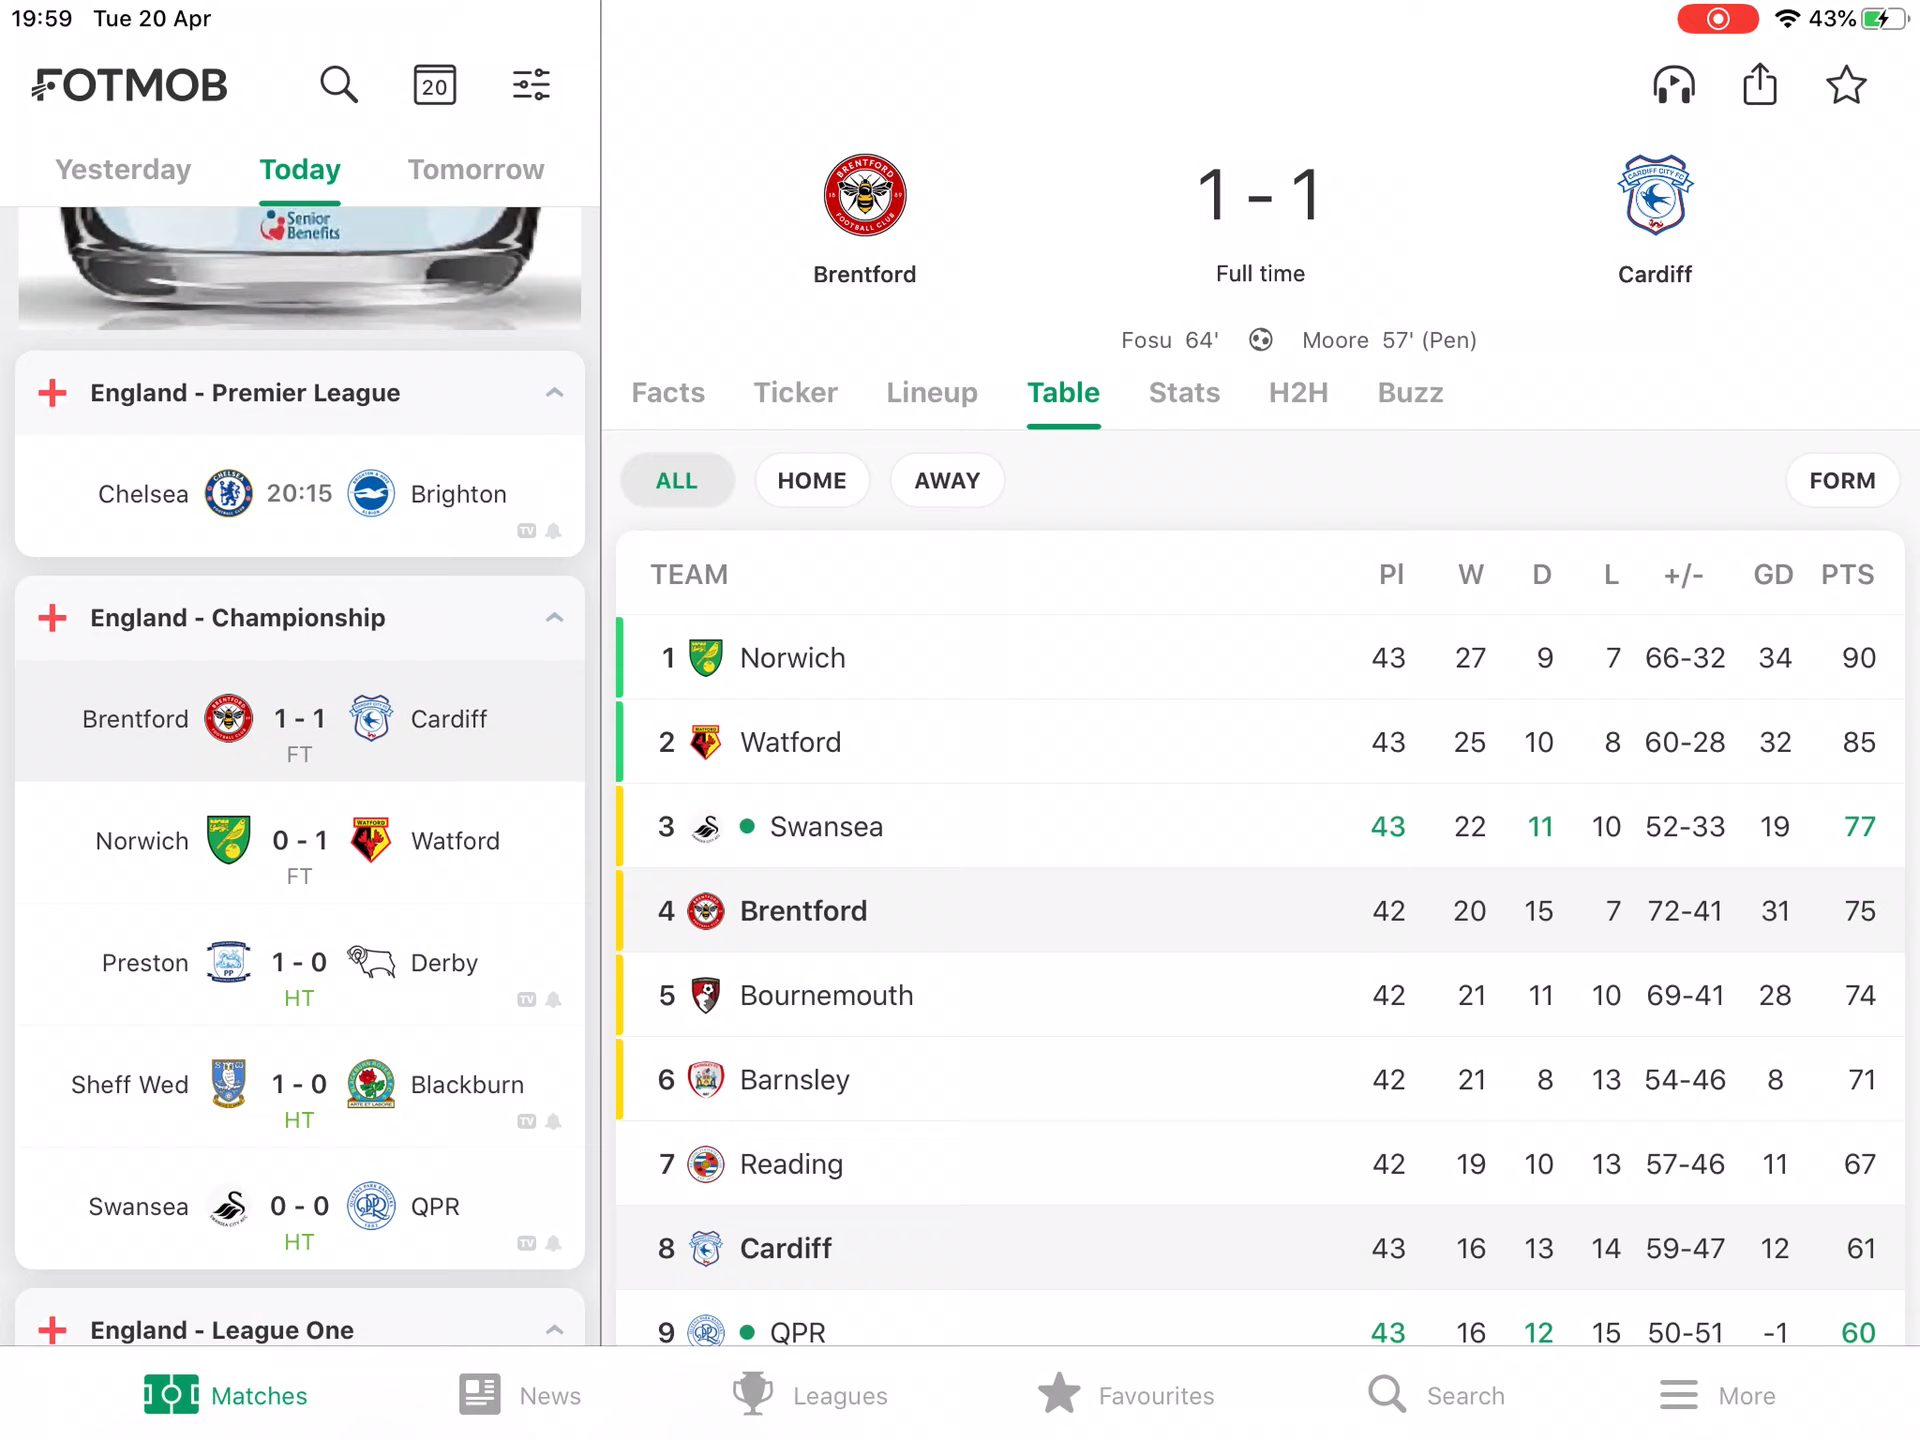 19:59 Tue 20 Apr
43%
FOTMOB
20
Yesterday Today Tomorrow
Senior
Benefits
England - Premier League
Chelsea 20:15 Brighton
TV
England - Championship
Brentford 1 - 1 Cardiff
FT
Norwich 0 - 1 Watford
FT
Preston 1 - 0 Derby
HT
TV
Sheff Wed 1 - 0 Blackburn
HT
TV
Swansea 0 - 0 QPR
HT
TV
England - League One
1 - 1
Brentford Full time Cardiff
Fosu 64' Moore 57' (Pen)
Facts Ticker Lineup Table Stats H2H Buzz
ALL HOME AWAY FORM
TEAM Pl W D L +/- GD PTS
1 Norwich 43 27 9 7 66-32 34 90
2 Watford 43 25 10 8 60-28 32 85
3 Swansea 43 22 11 10 52-33 19 77
4 Brentford 42 20 15 7 72-41 31 75
5 Bournemouth 42 21 11 10 69-41 28 74
6 Barnsley 42 21 8 13 54-46 8 71
7 Reading 42 19 10 13 57-46 11 67
8 Cardiff 43 16 13 14 59-47 12 61
9 QPR 43 16 12 15 50-51 -1 60
Matches News Leagues Favourites Search More